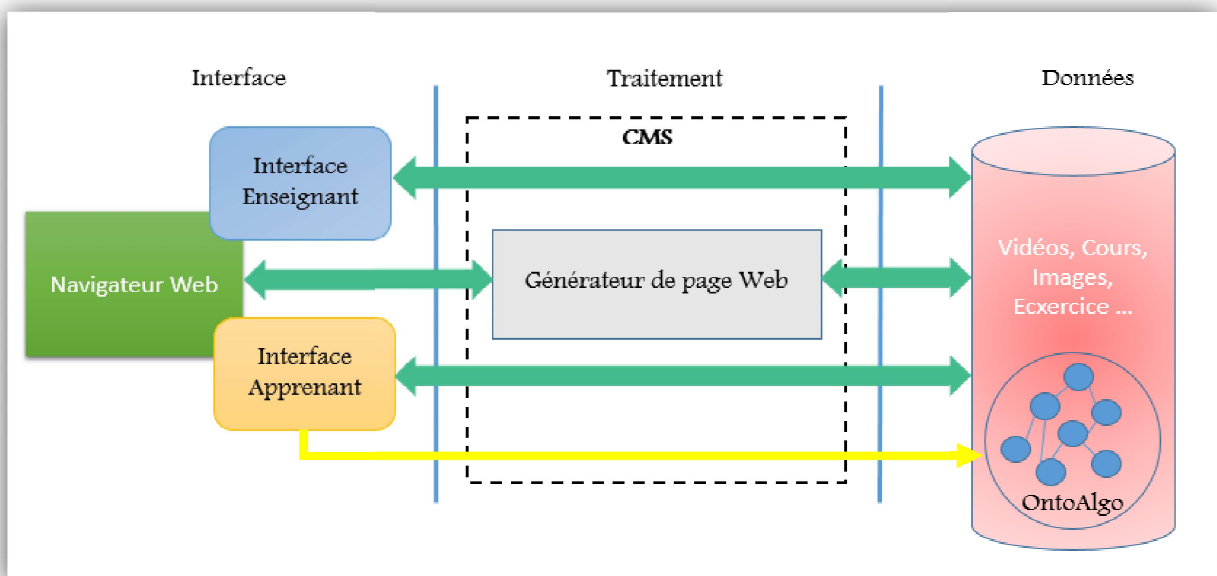 Interface
Traitement
Données
CMS
Interface
Enseignant
Navigateur Web
Générateur de page Web
Vidéos, Cours,
Images,
Ecxercice ...
Interface
Apprenant
OntoAlgo